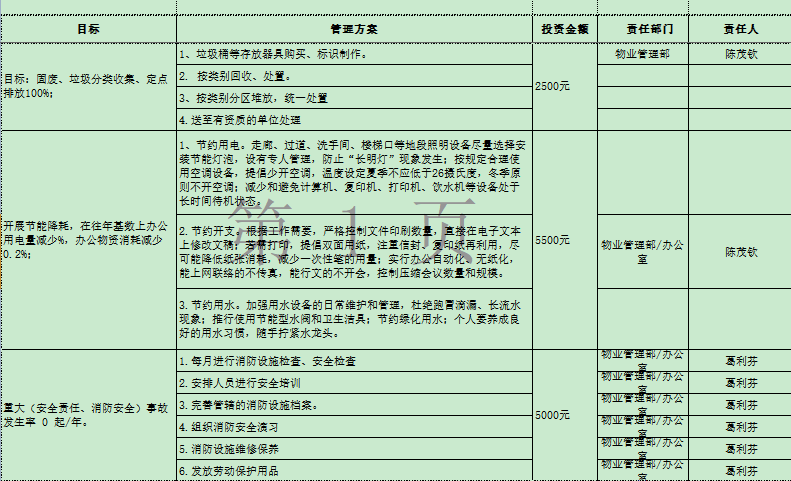 目标 管理方案 投资金额 责任部门 责任人
目标：固废、垃圾分类收集、定点
排放100%；
1、垃圾桶等存放器具购买、标识制作。
2. 按类别回收、处置。
3、按类别分区堆放，统一处置
4.送至有资质的单位处理
2500元
物业管理部
陈茂钦
开展节能降耗，在往年基数上办公
用电量减少%，办公物资消耗减少
0.2%；
1、节约用电。走廊、过道、洗手间、楼梯口等地段照明设备尽量选择安
装节能灯泡，设有专人管理，防止“长明灯”现象发生；按规定合理使
用空调设备，提倡少开空调，温度设定夏季不应低于26摄氏度，冬季原
则不开空调；减少和避免计算机、复印机、打印机、饮水机等设备处于
长时间待机状态。
2.节约开支。根据工作需要，严格控制文件印刷数量，直接在电子文本
上修改文稿，若需打印，提倡双面用纸，注重信封、复印纸再利用，尽
可能降低纸张消耗，减少一次性笔的用量；实行办公自动化、无纸化，
能上网联络的不传真，能行文的不开会，控制压缩会议数量和规模。
3.节约用水。加强用水设备的日常维护和管理，杜绝跑冒滴漏、长流水
现象；推行使用节能型水阀和卫生洁具；节约绿化用水；个人要养成良
好的用水习惯，随手拧紧水龙头。
5500元
物业管理部/办公
室
陈茂钦
第 1 页
重大（安全责任、消防安全）事故
发生率 0 起/年。
1.每月进行消防设施检查、安全检查
2.安排人员进行安全培训
3.完善管辖的消防设施档案。
4.组织消防安全演习
5.消防设施维修保养
6.发放劳动保护用品
5000元
物业管理部/办公
室
葛利芬
物业管理部/办公
室
葛利芬
物业管理部/办公
室
葛利芬
物业管理部/办公
室
葛利芬
物业管理部/办公
室
葛利芬
物业管理部/办公
室
葛利芬